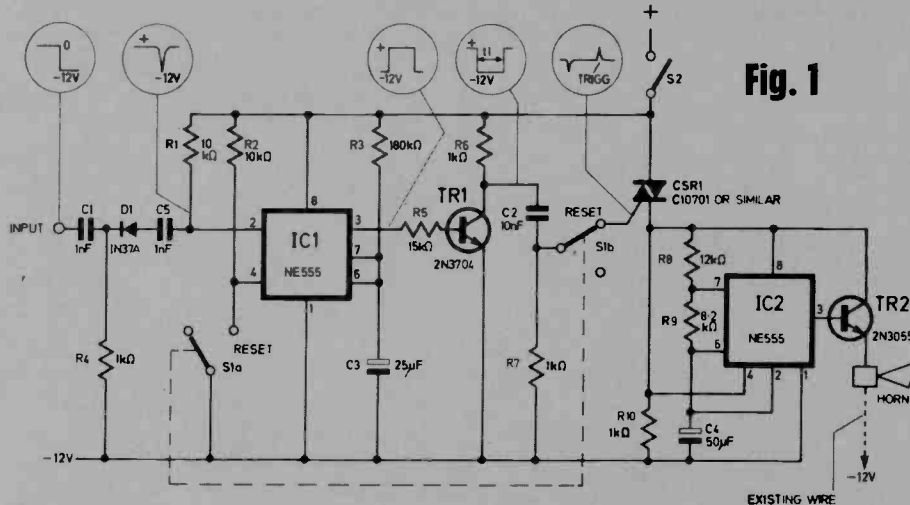 Fig. 1
+
S2
0
-12V
+
-12V
+
-12V
+
t1
-12V
TRIGG
R1
10
kΩ
R2
10kΩ
R3
180kΩ
R6
1kΩ
TR1
C2
10nF
RESET
S1b
CSR1
C10701 OR SIMILAR
INPUT
C1
1nF
D1
1N37A
C5
1nF
2
8
3
7
6
4
1
IC1
NE555
R5
15kΩ
2N3704
R4
1kΩ
S1a
RESET
C3
25µF
R7
1kΩ
R8
12kΩ
R9
8·2
kΩ
7
8
6
3
4
2
1
IC2
NE555
TR2
2N3055
HORN
R10
1kΩ
C4
50µF
-12V
-12V
EXISTING WIRE